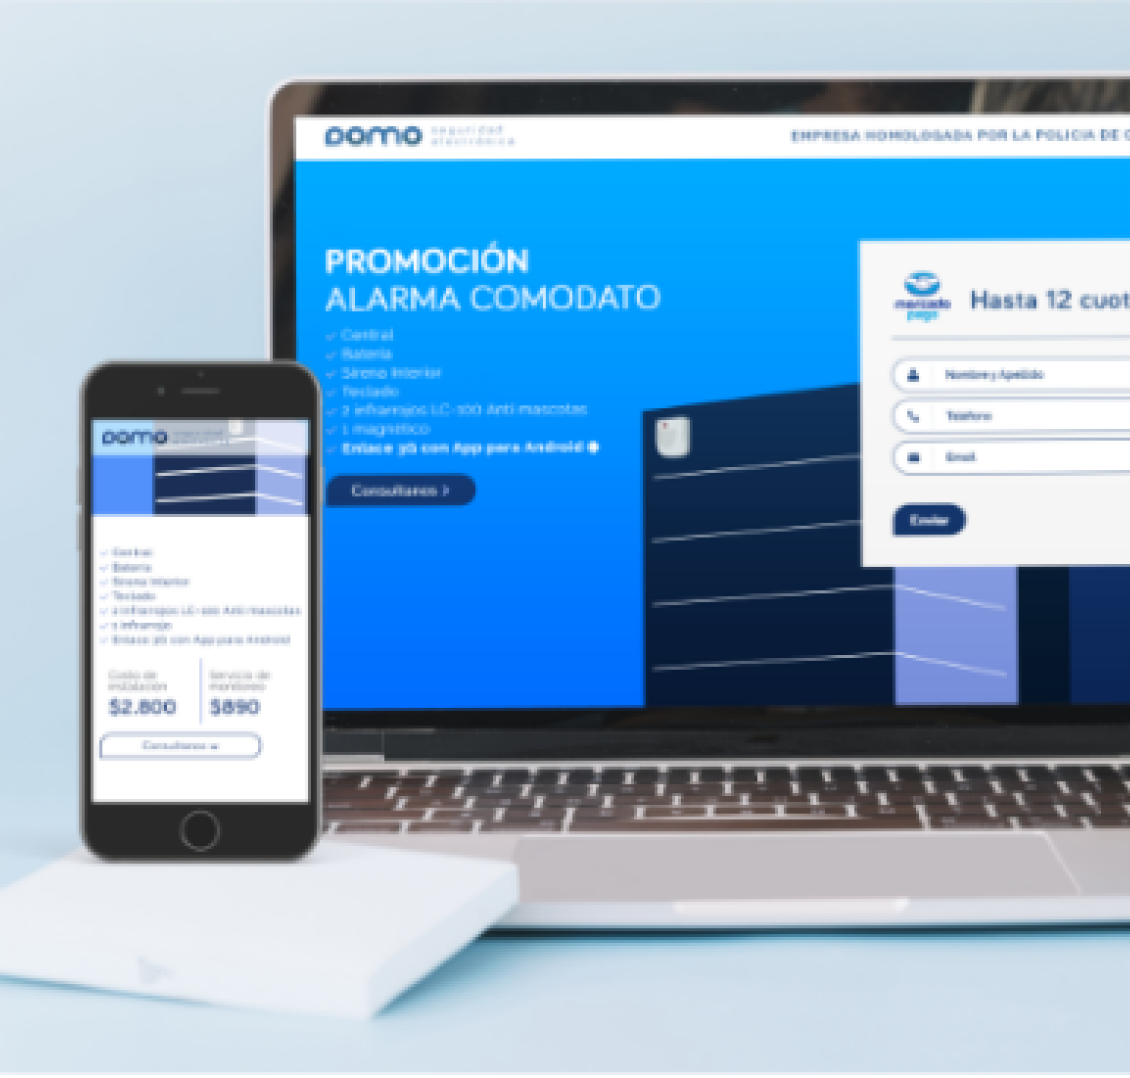 DOMO seguridad
electrónica
EMPRESA HOMOLOGADA POR LA POLICIA DE
PROMOCIÓN
ALARMA COMODATO
Central
Batería
Sirena Interior
Teclado
2 infrarrojos LC-100 Anti mascotas
1 magnético
Enlace 3G con App para Android
Consultanos >
mercado
pago
Hasta 12 cuot
Nombre y Apellido
Teléfono
Email
Enviar
DOMO
Central
Batería
Sirena Interior
Teclado
2 infrarrojos LC-100 Anti mascotas
1 infrarrojo
Enlace 3G con App para Android
Costo de
instalación
$2.800
Servicio de
monitoreo
$890
Consultanos